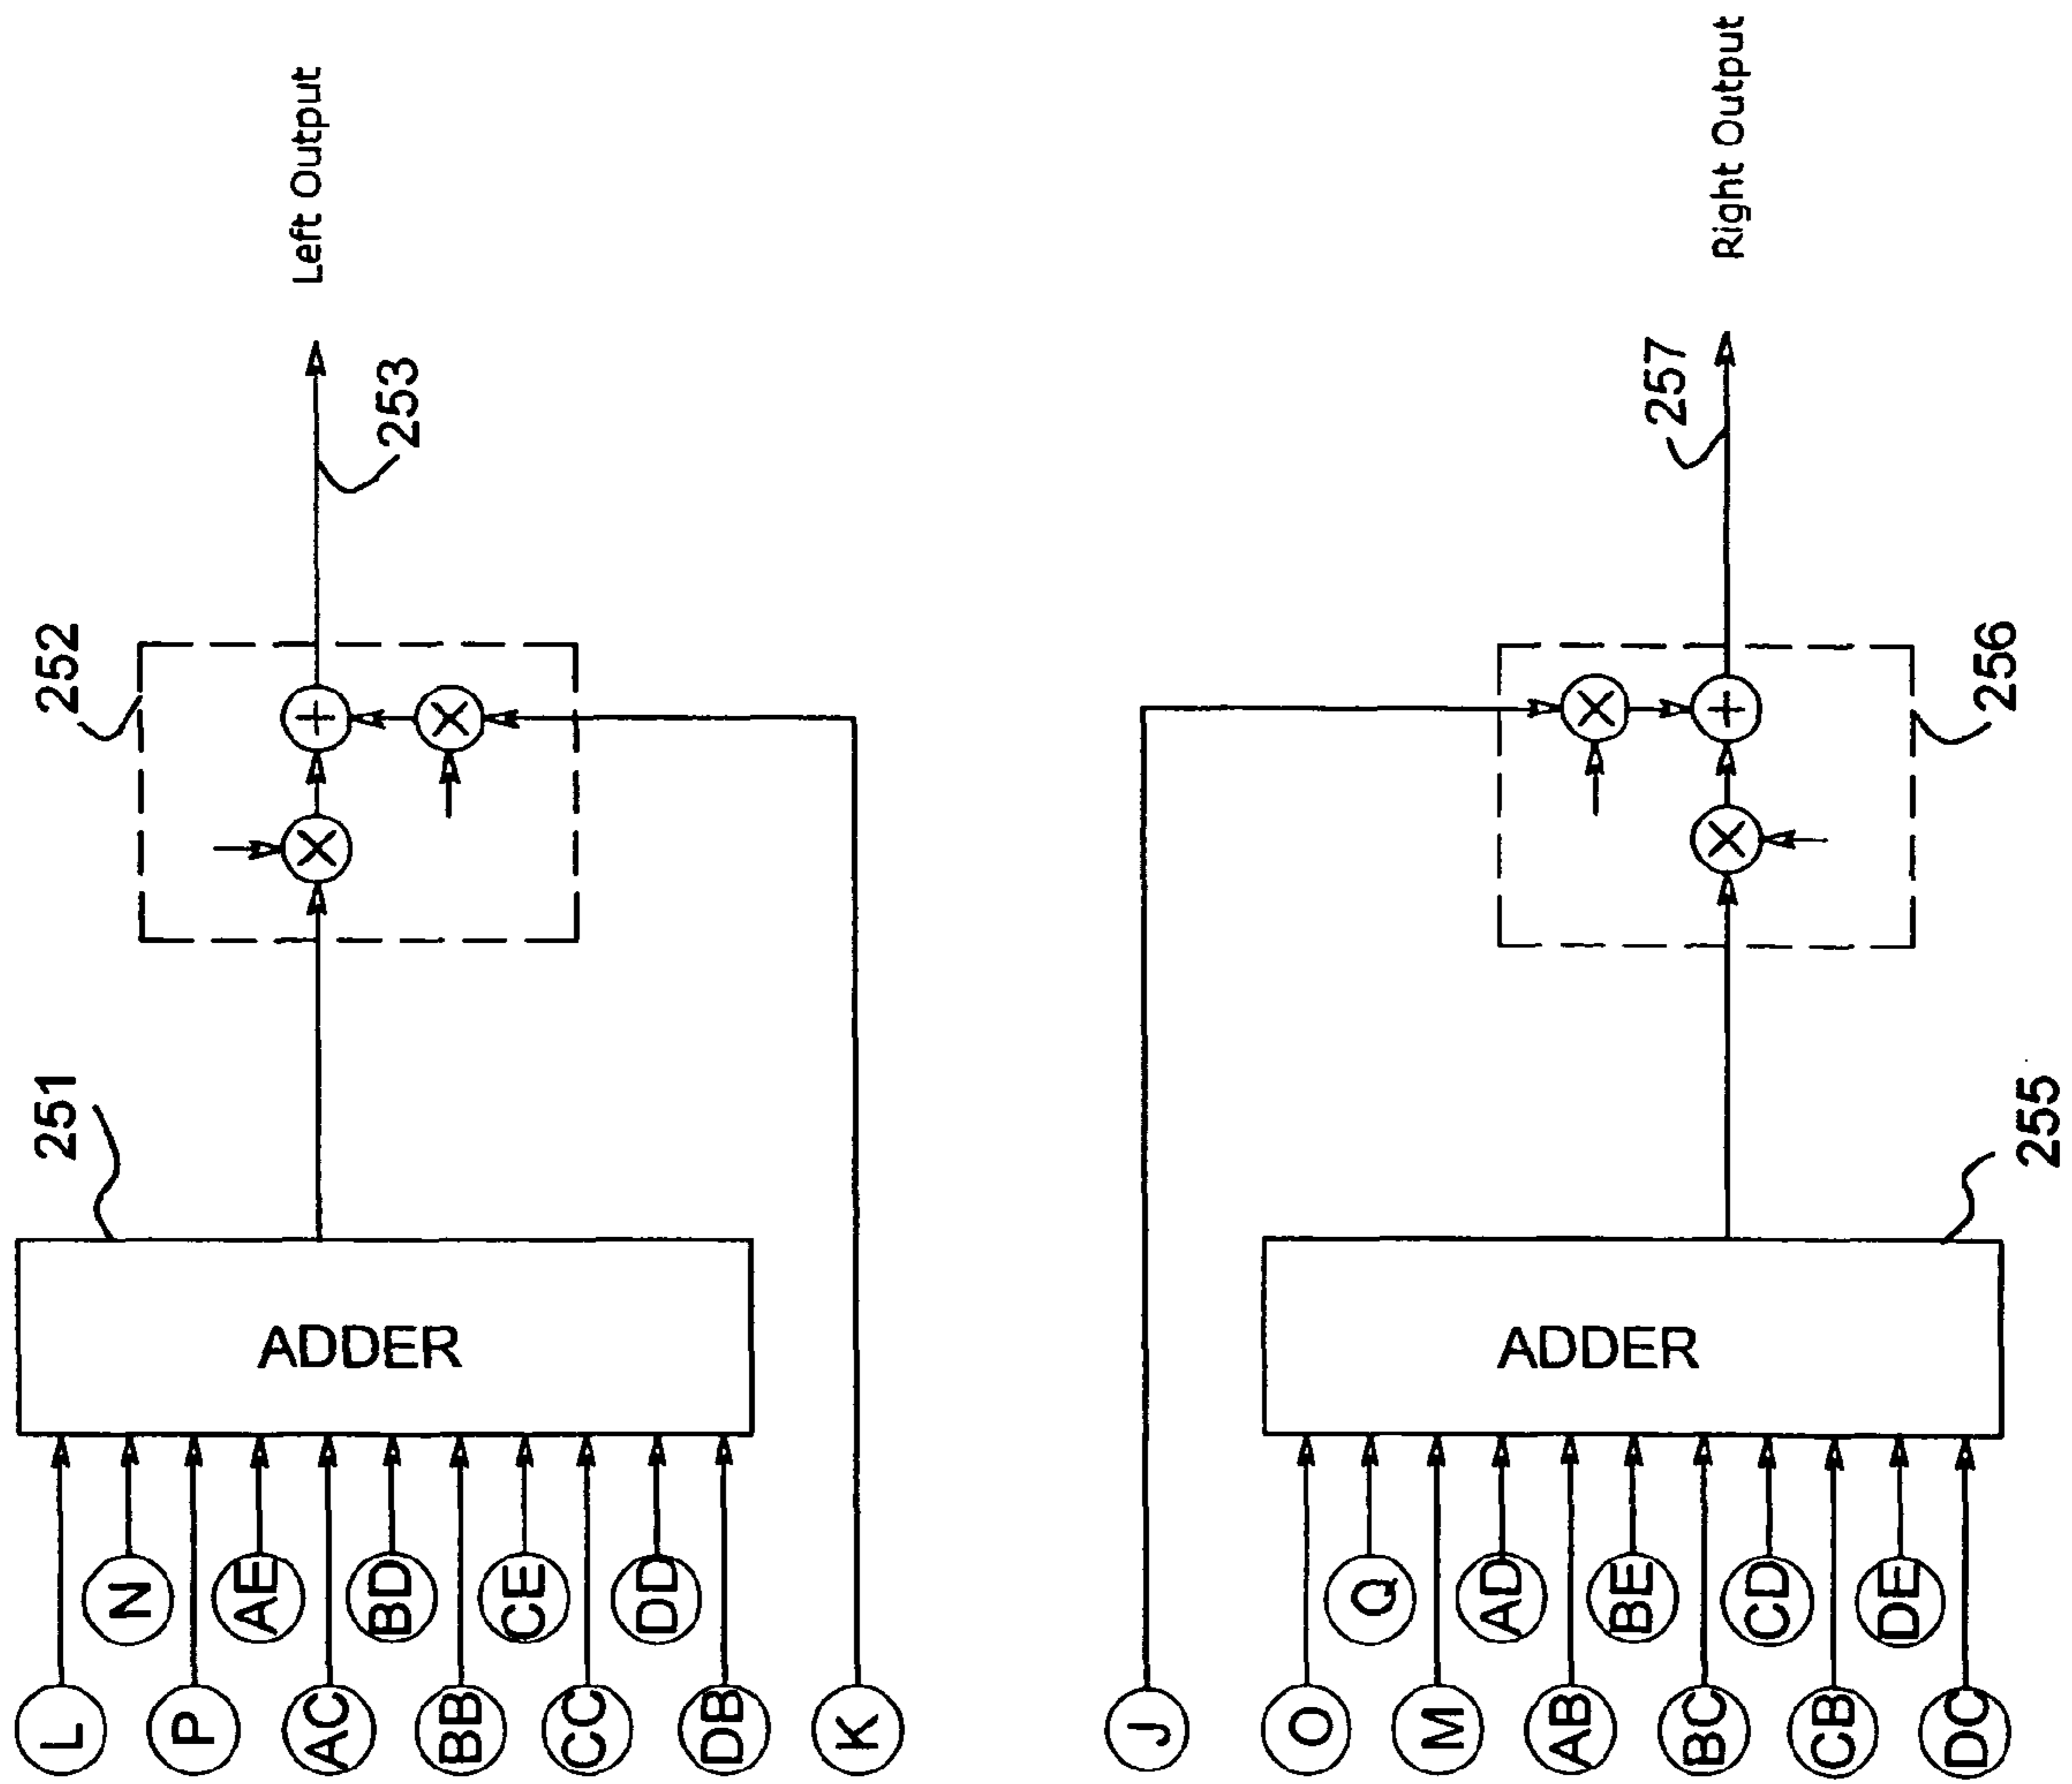 Left Output
Right Output
253
257
252
256
251
255
ADDER
ADDER
L
N
P
AE
AC
BD
BB
CE
CC
DD
DB
K
J
O
Q
M
AD
AB
BE
BC
CD
CB
DE
DC